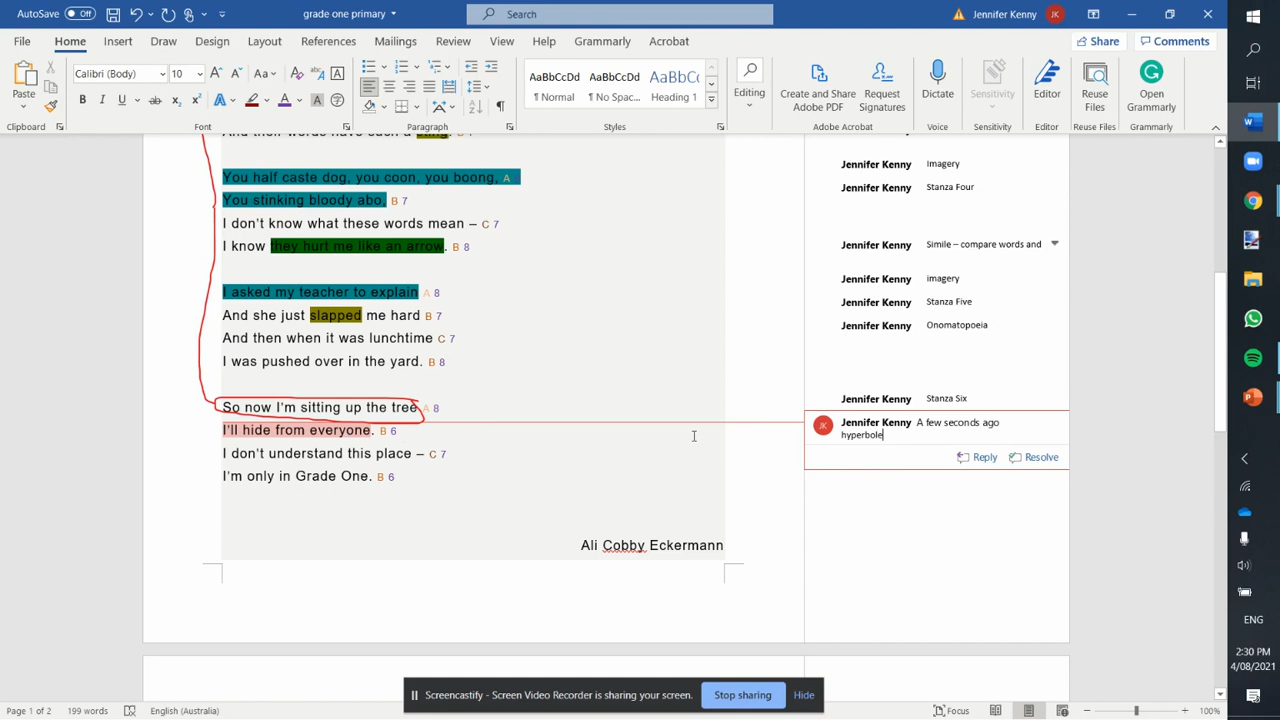 AutoSave Off
grade one primary
Search
Jennifer Kenny JK
File Home Insert Draw Design Layout References Mailings Review View Help Grammarly Acrobat Share Comments
Calibri (Body) 10
Paste
AaBbCcDd AaBbCcDd AaBbCc
¶ Normal ¶ No Spac... Heading 1
Editing
Create and Share Adobe PDF
Request Signatures
Dictate
Sensitivity
Editor
Reuse Files
Open Grammarly
Clipboard Font Paragraph Styles Adobe Acrobat Voice Sensitivity Editor Reuse Files Grammarly
And their words have such a sting.
You half caste dog, you coon, you boong, A
You stinking bloody abo, B 7
I don't know what these words mean – C 7
I know they hurt me like an arrow. B 8
I asked my teacher to explain A 8
And she just slapped me hard B 7
And then when it was lunchtime C 7
I was pushed over in the yard. B 8
So now I'm sitting up the tree A 8
I'll hide from everyone. B 6
I don't understand this place – C 7
I'm only in Grade One. B 6
Ali Cobby Eckermann
Jennifer Kenny Imagery
Jennifer Kenny Stanza Four
Jennifer Kenny Simile – compare words and
Jennifer Kenny imagery
Jennifer Kenny Stanza Five
Jennifer Kenny Onomatopoeia
Jennifer Kenny Stanza Six
JK Jennifer Kenny A few seconds ago
hyperbole
Reply Resolve
Screencastify - Screen Video Recorder is sharing your screen. Stop sharing Hide
Page 1 of 2 199 words English (Australia) Focus 100%
ENG
2:30 PM
4/08/2021